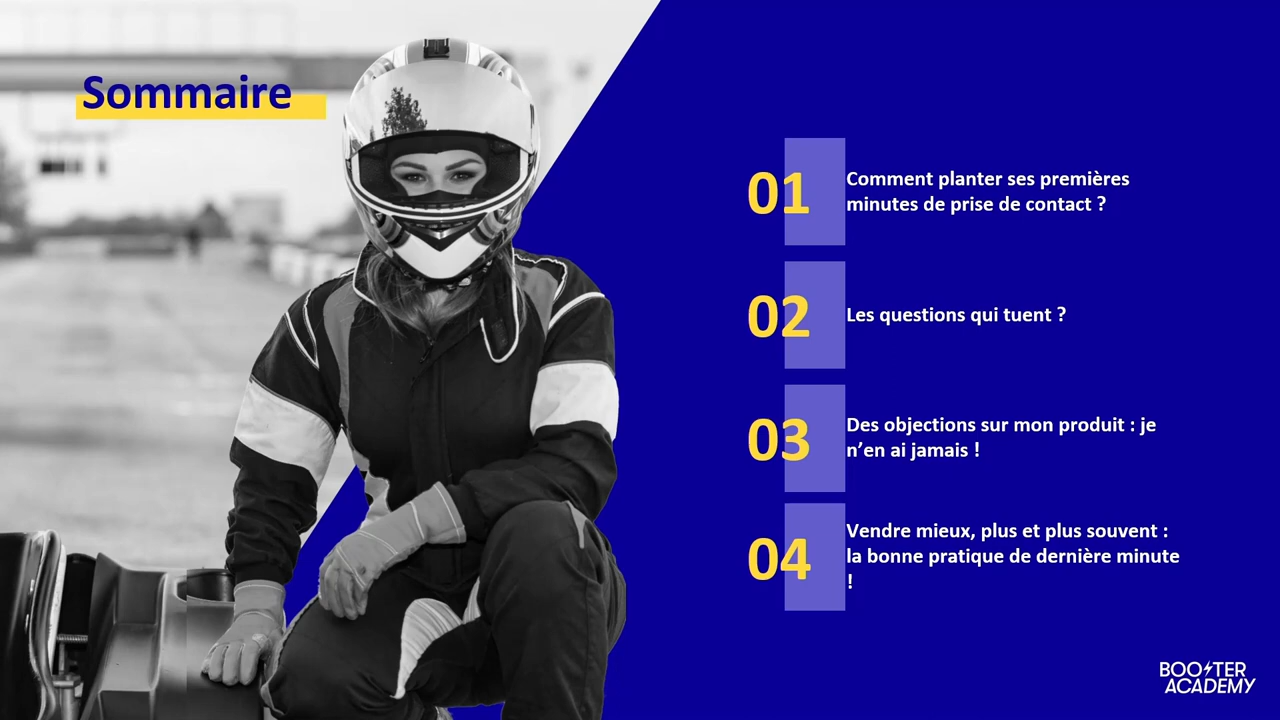 Sommaire
01
Comment planter ses premières
minutes de prise de contact ?
02
Les questions qui tuent ?
03
Des objections sur mon produit : je
n’en ai jamais !
04
Vendre mieux, plus et plus souvent :
la bonne pratique de dernière minute
!
BOOSTER
ACADEMY